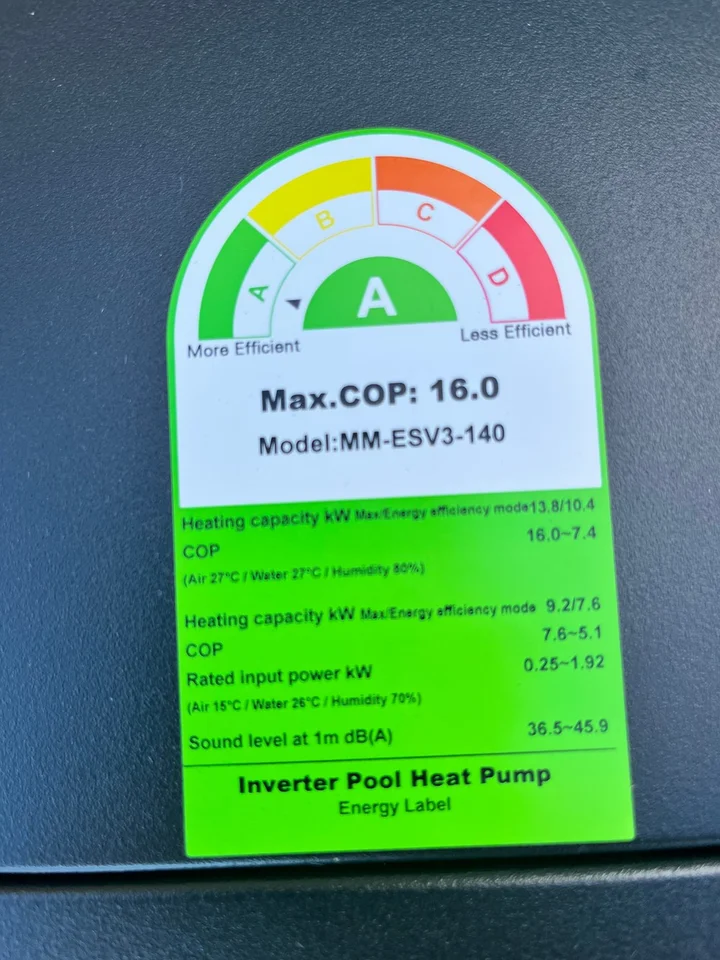 A
B
C
D
A
More Efficient
Less Efficient
Max.COP: 16.0
Model:MM-ESV3-140
Heating capacity kW Max/Energy efficiency mode13.8/10.4
COP 16.0~7.4
(Air 27°C / Water 27°C / Humidity 80%)
Heating capacity kW Max/Energy efficiency mode 9.2/7.6
COP 7.6~5.1
Rated input power kW 0.25~1.92
(Air 15°C / Water 26°C / Humidity 70%)
Sound level at 1m dB(A) 36.5~45.9
Inverter Pool Heat Pump
Energy Label